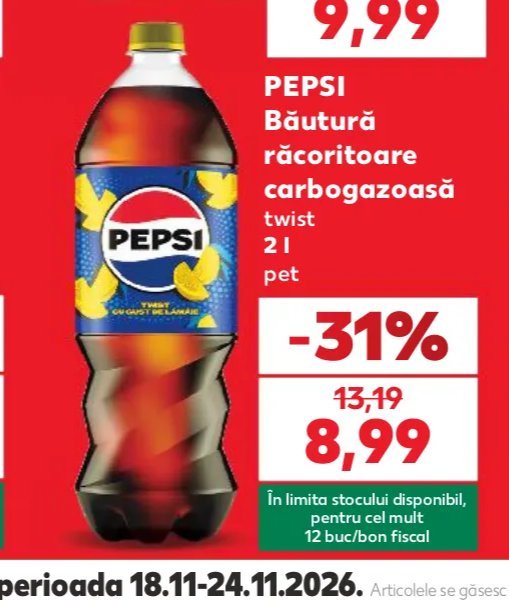 9,99
PEPSI
Băutură
răcoritoare
carbogazoasă
twist
2 l
pet
PEPSI
TWIST
CU GUST DE LĂMÂIE
-31%
13,19
8,99
În limita stocului disponibil,
pentru cel mult
12 buc/bon fiscal
perioada 18.11-24.11.2026. Articolele se găsesc